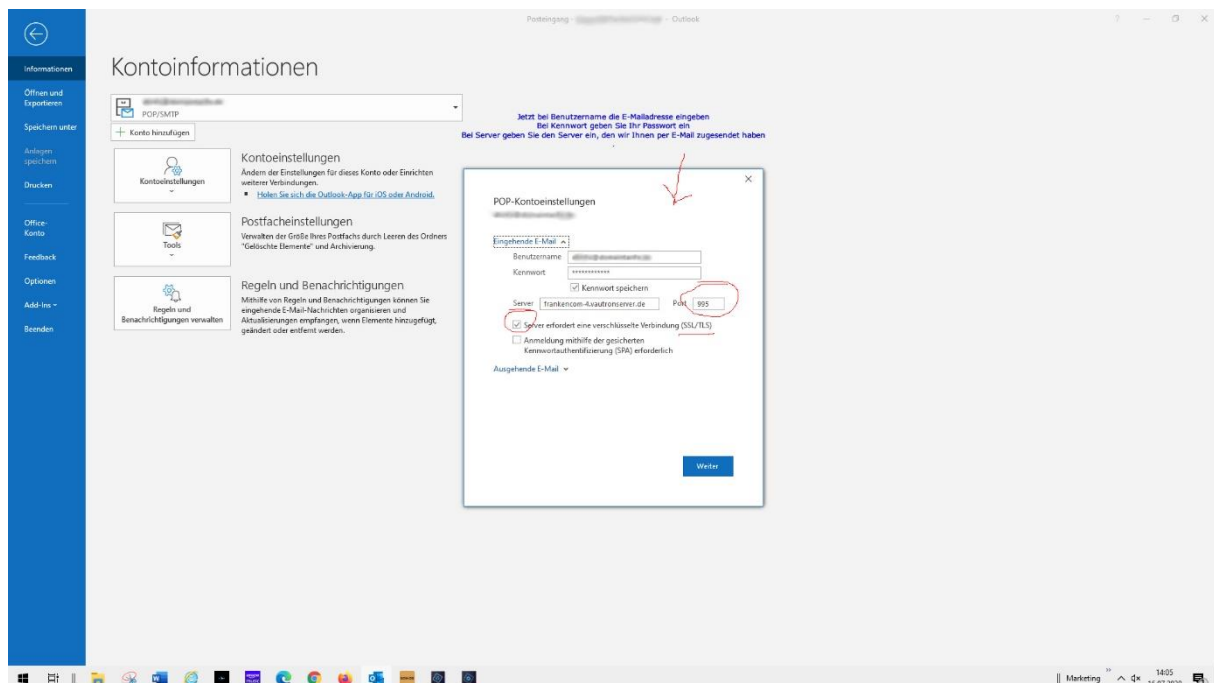 Posteingang - - Outlook
?
Informationen
Öffnen und
Exportieren
Speichern unter
Anlagen
speichern
Drucken
Office-
Konto
Feedback
Optionen
Add-Ins
Beenden
Kontoinformationen
POP/SMTP
Konto hinzufügen
Kontoeinstellungen
Kontoeinstellungen
Ändern der Einstellungen für dieses Konto oder Einrichten
weiterer Verbindungen.
Holen Sie sich die Outlook-App für iOS oder Android.
Tools
Postfacheinstellungen
Verwalten der Größe Ihres Postfachs durch Leeren des Ordners
"Gelöschte Elemente" und Archivierung.
Regeln und
Benachrichtigungen verwalten
Regeln und Benachrichtigungen
Mithilfe von Regeln und Benachrichtigungen können Sie
eingehende E-Mail-Nachrichten organisieren und
Aktualisierungen empfangen, wenn Elemente hinzugefügt,
geändert oder entfernt werden.
Jetzt bei Benutzername die E-Mailadresse eingeben
Bei Kennwort geben Sie Ihr Passwort ein
Bei Server geben Sie den Server ein, den wir Ihnen per E-Mail zugesendet haben
.
POP-Kontoeinstellungen
Eingehende E-Mail
Benutzername
Kennwort ************
Kennwort speichern
Server frankencom-4.vautronserver.de Port 995
Server erfordert eine verschlüsselte Verbindung (SSL/TLS)
Anmeldung mithilfe der gesicherten
Kennwortauthentifizierung (SPA) erforderlich
Ausgehende E-Mail
Weiter
Marketing
14:05